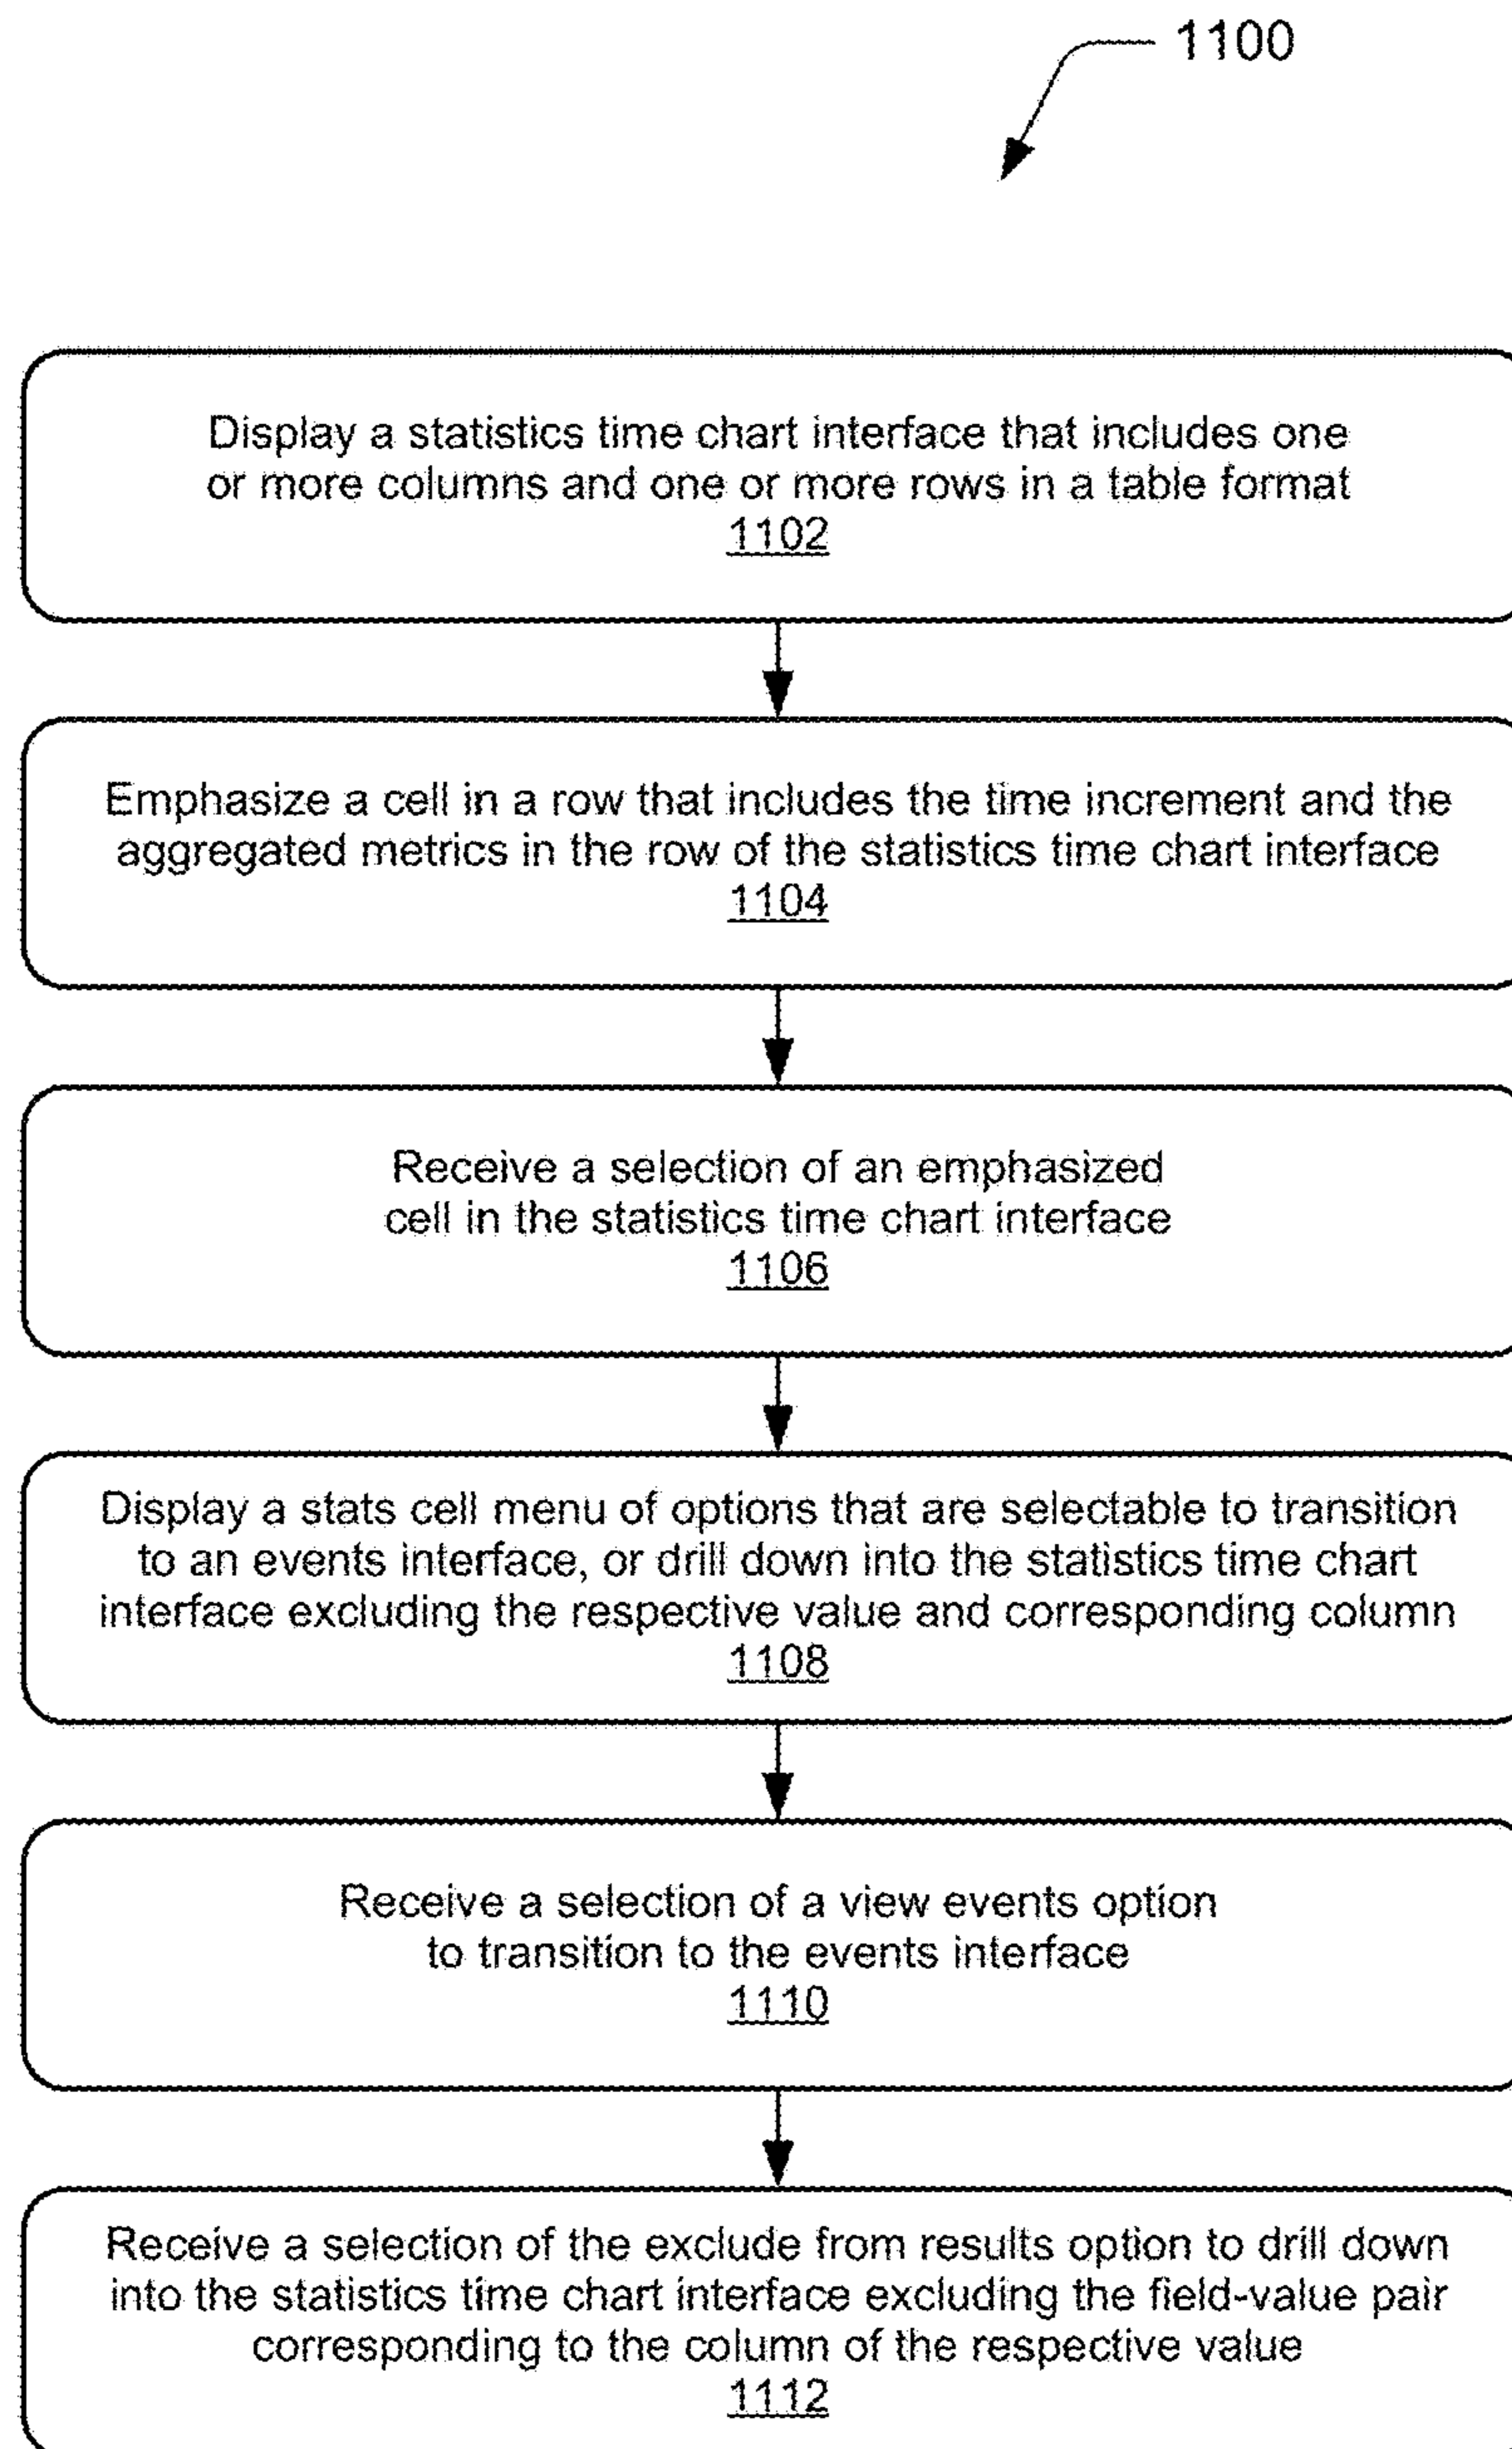 1100
Display a statistics time chart interface that includes one
or more columns and one or more rows in a table format
1102
Emphasize a cell in a row that includes the time increment and the
aggregated metrics in the row of the statistics time chart interface
1104
Receive a selection of an emphasized
cell in the statistics time chart interface
1106
Display a stats cell menu of options that are selectable to transition
to an events interface, or drill down into the statistics time chart
interface excluding the respective value and corresponding column
1108
Receive a selection of a view events option
to transition to the events interface
1110
Receive a selection of the exclude from results option to drill down
into the statistics time chart interface excluding the field-value pair
corresponding to the column of the respective value
1112